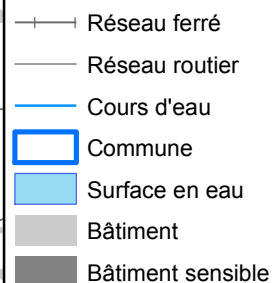 Réseau ferré
Réseau routier
Cours d'eau
Commune
Surface en eau
Bâtiment
Bâtiment sensible